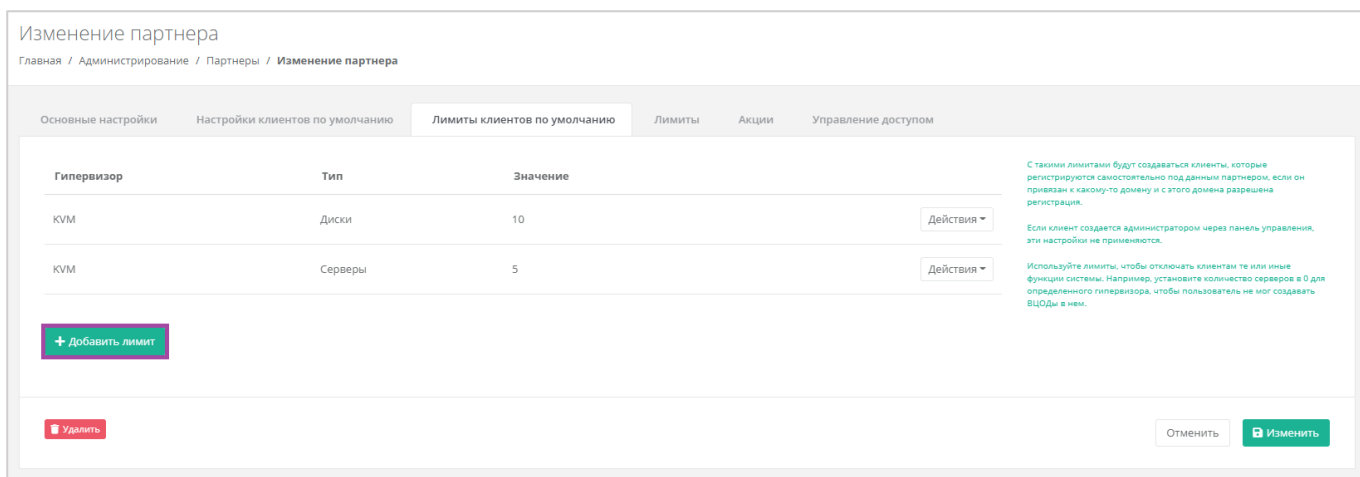 Изменение партнера
Главная / Администрирование / Партнеры / Изменение партнера
Основные настройки Настройки клиентов по умолчанию Лимиты клиентов по умолчанию Лимиты Акции Управление доступом
Гипервизор Тип Значение
KVM Диски 10 Действия
KVM Серверы 5 Действия
+ Добавить лимит
С такими лимитами будут создаваться клиенты, которые
регистрируются самостоятельно под данным партнером, если он
привязан к какому-то домену и с этого домена разрешена
регистрация.
Если клиент создается администратором через панель управления,
эти настройки не применяются.
Используйте лимиты, чтобы отключать клиентам те или иные
функции системы. Например, установите количество серверов в 0 для
определенного гипервизора, чтобы пользователь не мог создавать
ВЦОДы в нем.
Удалить Отменить Изменить